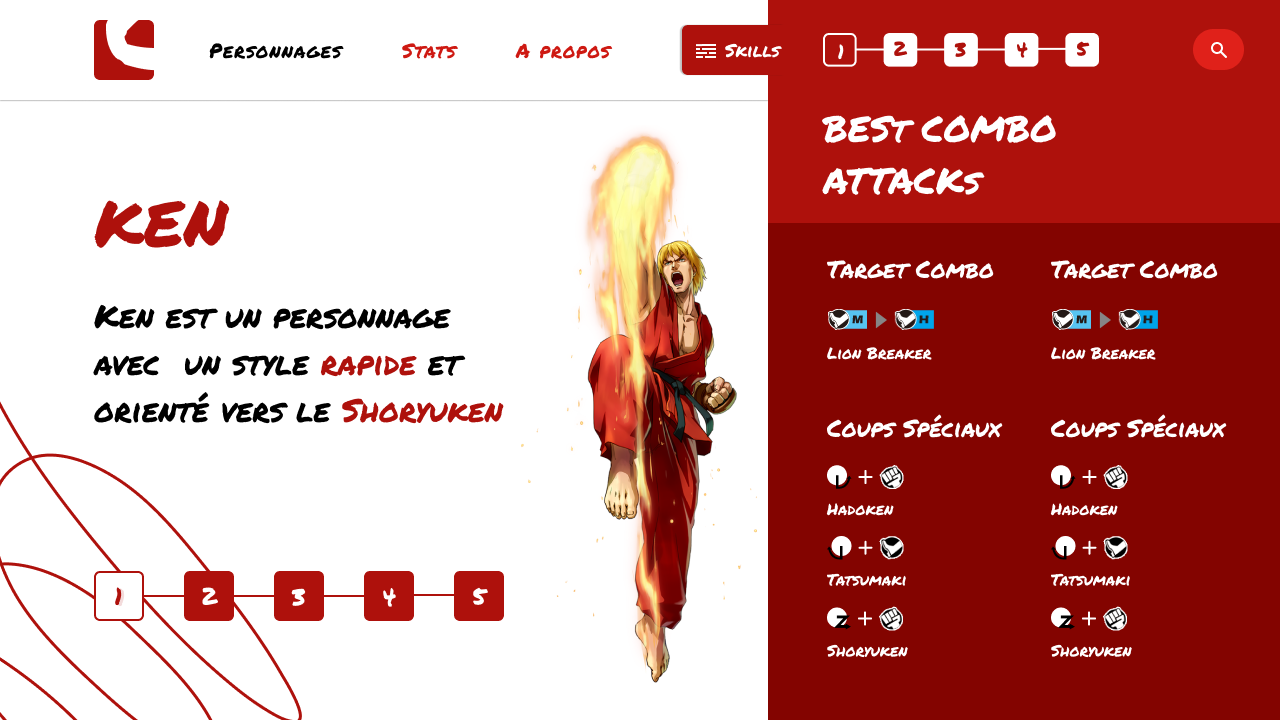 Personnages
Stats
A propos
Skills
1 2 3 4 5
BEST COMBO
ATTACKS
KEN
Ken est un personnage
avec un style rapide et
orienté vers le Shoryuken
1 2 3 4 5
Target Combo
M H
Lion Breaker
Target Combo
M H
Lion Breaker
Coups Spéciaux
+
Hadoken
+
Tatsumaki
Z +
Shoryuken
Coups Spéciaux
+
Hadoken
+
Tatsumaki
Z +
Shoryuken